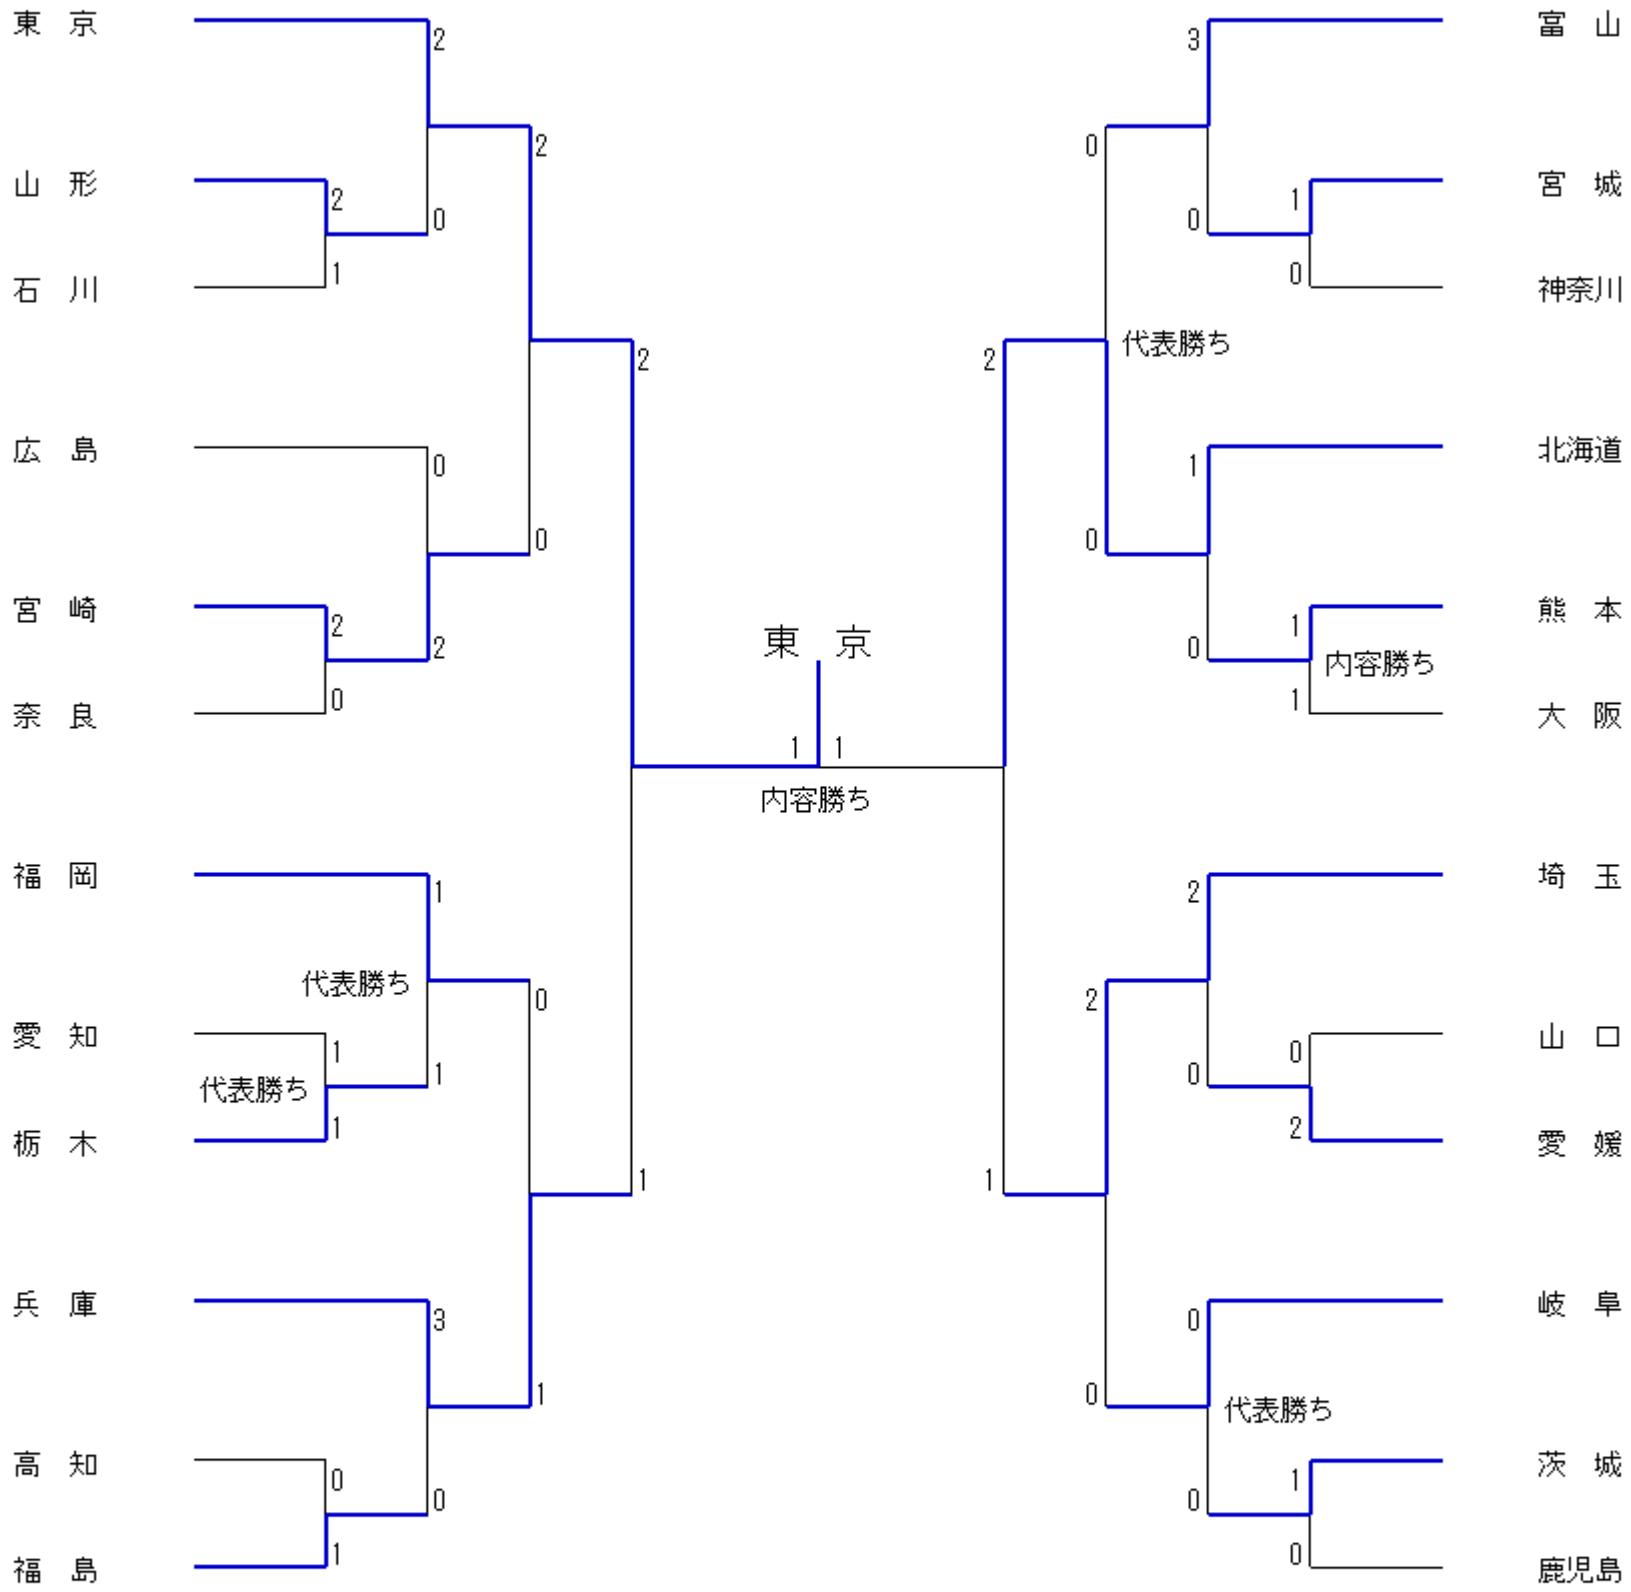 東　京
2
2
山　形
2
0
石　川
1
2
広　島
0
0
宮　崎
2
2
奈　良
0
福　岡
1
代表勝ち
0
愛　知
1
1
代表勝ち
栃　木
1
1
兵　庫
3
1
高　知
0
0
福　島
1
東　京
1
1
内容勝ち
富　山
3
0
宮　城
1
0
神奈川
0
代表勝ち
2
北海道
1
0
熊　本
1
0
内容勝ち
大　阪
1
埼　玉
2
2
山　口
0
0
愛　媛
2
1
岐　阜
0
0
代表勝ち
茨　城
1
0
鹿児島
0